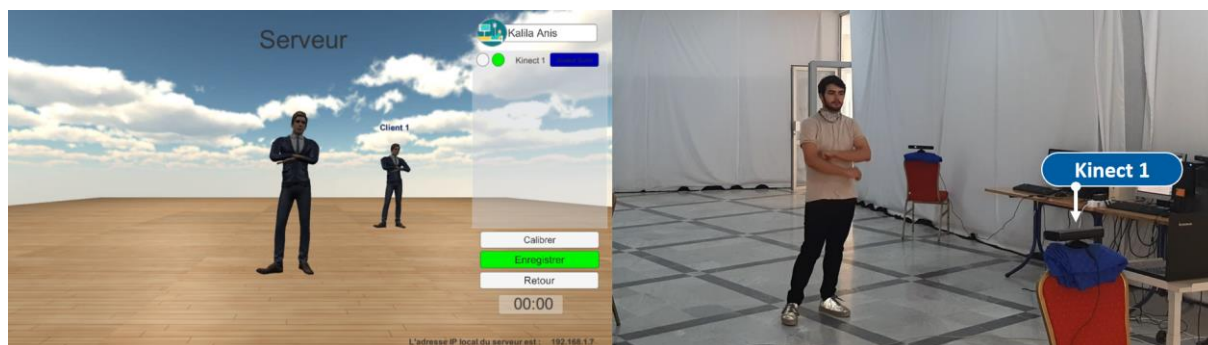 Serveur
Kalila Anis
Kinect 1
Client 1
Calibrer
Enregistrer
Retour
00:00
L'adresse IP local du serveur est : 192.168.1.7
Kinect 1